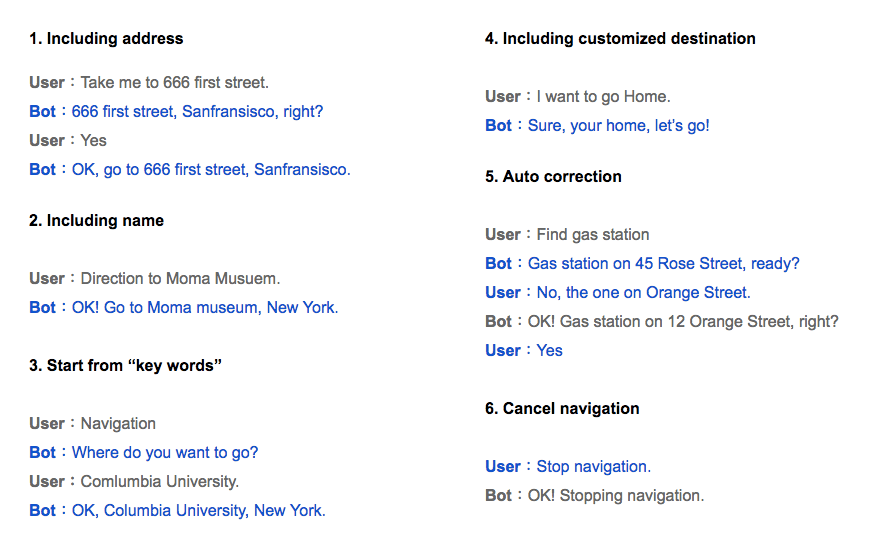 1. Including address
User：Take me to 666 first street.
Bot：666 first street, Sanfransisco, right?
User：Yes
Bot：OK, go to 666 first street, Sanfransisco.
2. Including name
User：Direction to Moma Musuem.
Bot：OK! Go to Moma museum, New York.
3. Start from “key words”
User：Navigation
Bot：Where do you want to go?
User：Comlumbia University.
Bot：OK, Columbia University, New York.
4. Including customized destination
User：I want to go Home.
Bot：Sure, your home, let’s go!
5. Auto correction
User：Find gas station
Bot：Gas station on 45 Rose Street, ready?
User：No, the one on Orange Street.
Bot：OK! Gas station on 12 Orange Street, right?
User：Yes
6. Cancel navigation
User：Stop navigation.
Bot：OK! Stopping navigation.